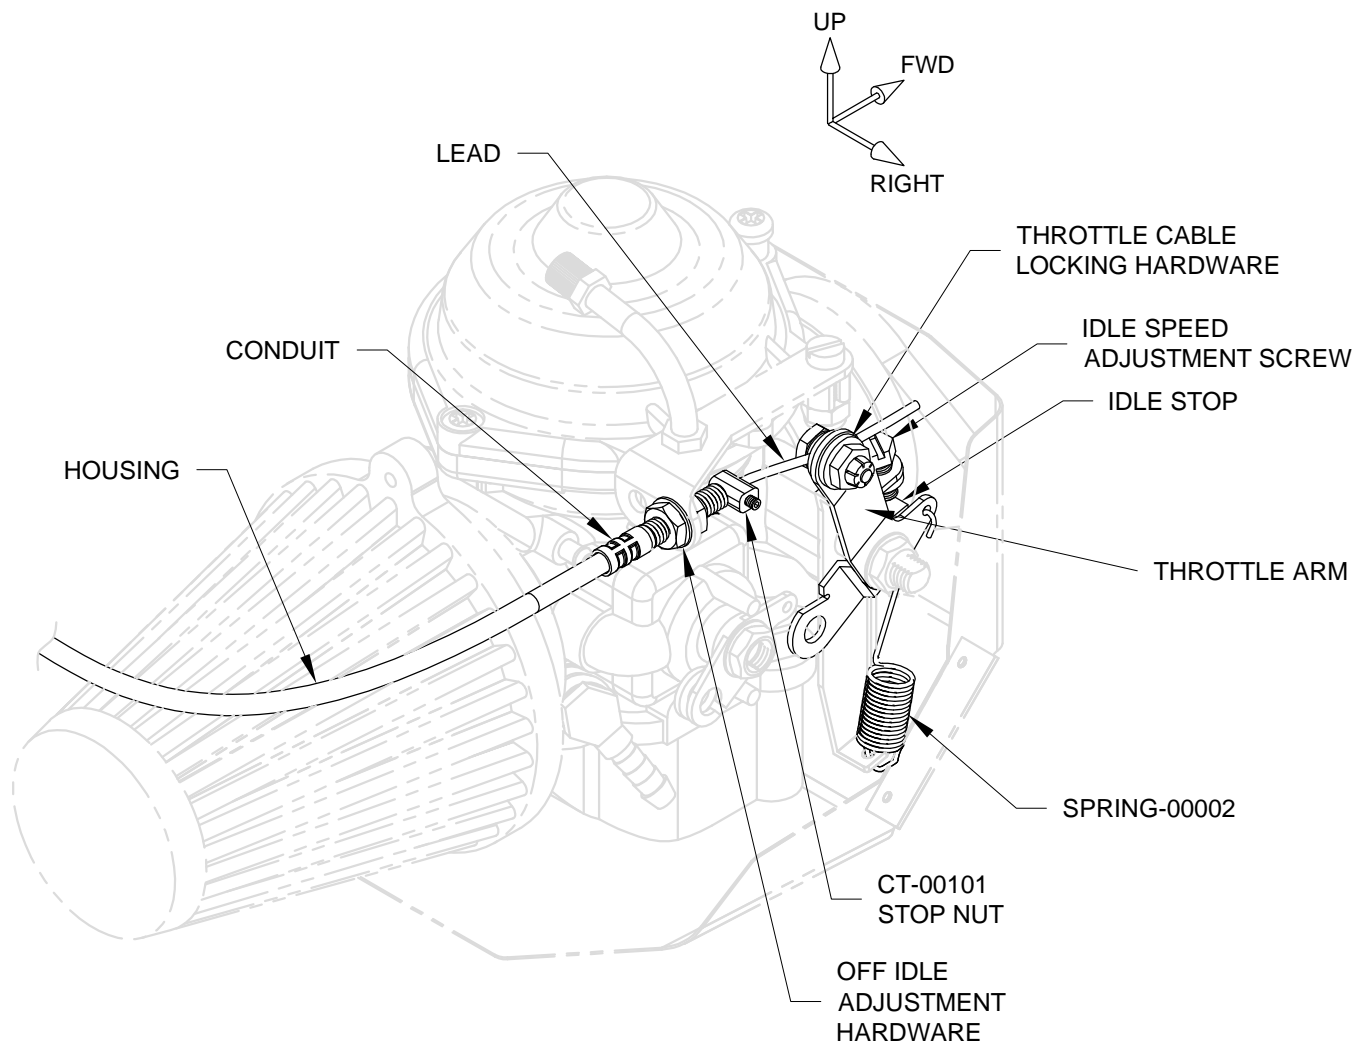 UP
FWD
RIGHT
LEAD
THROTTLE CABLE
LOCKING HARDWARE
IDLE SPEED
ADJUSTMENT SCREW
CONDUIT
IDLE STOP
HOUSING
THROTTLE ARM
SPRING-00002
CT-00101
STOP NUT
OFF IDLE
ADJUSTMENT
HARDWARE